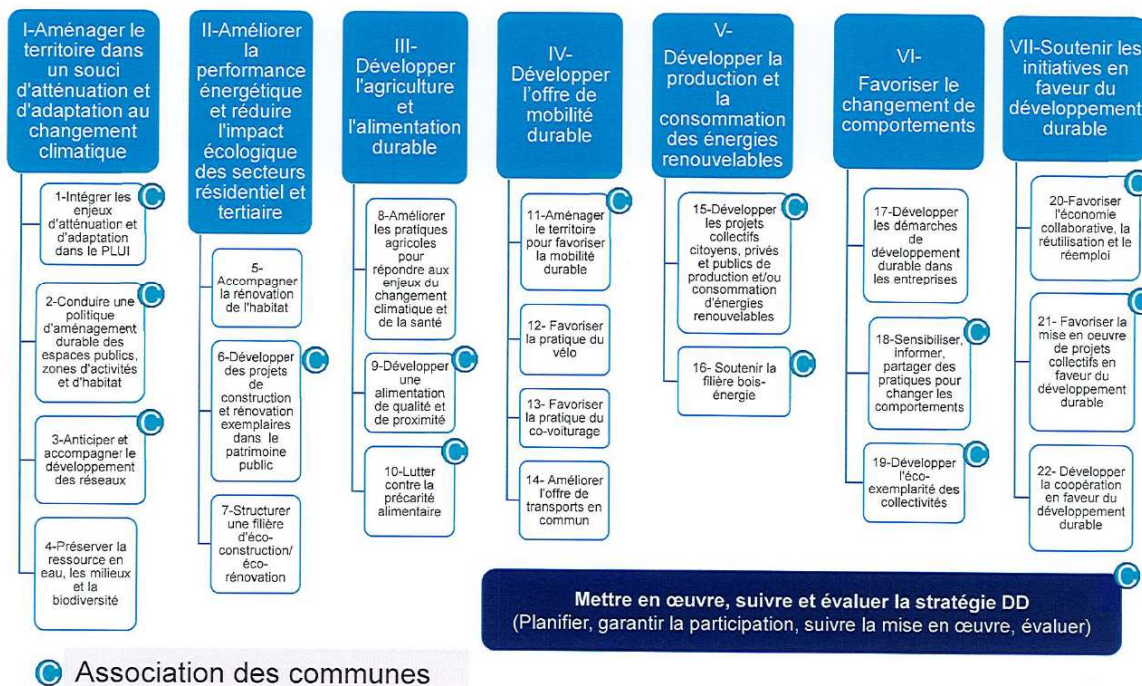 I-Aménager le
territoire dans
un souci
d'atténuation et
d'adaptation au
changement
climatique
1-Intégrer les
enjeux
d'atténuation et
d'adaptation
dans le PLUI
C
2-Conduire une
politique
d'aménagement
durable des
espaces publics,
zones d'activités
et d'habitat
C
3-Anticiper et
accompagner le
développement
des réseaux
C
4-Préserver la
ressource en
eau, les milieux
et la
biodiversité
II-Améliorer
la
performance
énergétique
et réduire
l'impact
écologique
des secteurs
résidentiel et
tertiaire
5-
Accompagner
la rénovation
de l'habitat
6-Développer
des projets
de
construction
et rénovation
exemplaires
dans le
patrimoine
public
C
7-Structurer
une filière
d'éco-
construction/
éco-
rénovation
III-
Développer
l'agriculture
et
l'alimentation
durable
8-Améliorer
les pratiques
agricoles
pour
répondre aux
enjeux du
changement
climatique et
de la santé
9-Développer
une
alimentation
de qualité et
de proximité
C
10-Lutter
contre la
précarité
alimentaire
C
IV-
Développer
l'offre de
mobilité
durable
11-Aménager
le territoire
pour favoriser
la mobilité
durable
C
12- Favoriser
la pratique du
vélo
13- Favoriser
la pratique du
co-voiturage
14- Améliorer
l'offre de
transports en
commun
V-
Développer la
production et
la
consommation
des énergies
renouvelables
15-Développer
les projets
collectifs
citoyens, privés
et publics de
production et/ou
consommation
d'énergies
renouvelables
C
16- Soutenir la
filière bois-
énergie
VI-
Favoriser le
changement de
comportements
17-Développer
les démarches
de
développement
durable dans
les entreprises
18-Sensibiliser,
informer,
partager des
pratiques pour
changer les
comportements
C
19-Développer
l'éco-
exemplarité des
collectivités
C
VII-Soutenir les
initiatives en
faveur du
développement
durable
20-Favoriser
l'économie
collaborative, la
réutilisation et le
réemploi
C
21- Favoriser la
mise en oeuvre
de projets
collectifs en
faveur du
développement
durable
C
22- Développer
la coopération
en faveur du
développement
durable
Mettre en œuvre, suivre et évaluer la stratégie DD
(Planifier, garantir la participation, suivre la mise en œuvre, évaluer)
C
C Association des communes